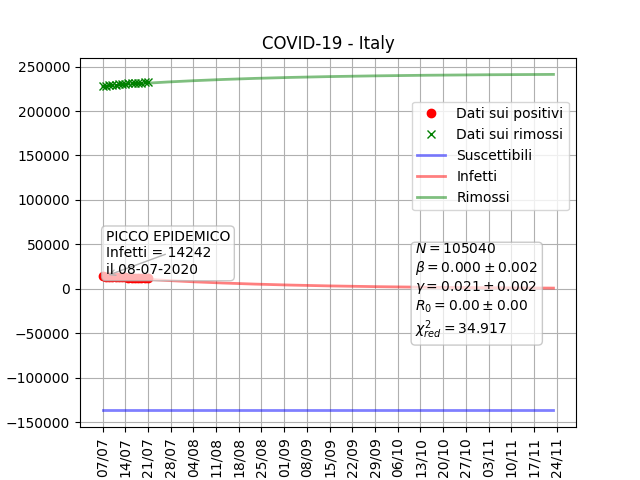 COVID-19 - Italy
250000
200000
150000
100000
50000
0
−50000
−100000
−150000
Dati sui positivi
Dati sui rimossi
Suscettibili
Infetti
Rimossi
PICCO EPIDEMICO
Infetti = 14242
il 08-07-2020
N = 105040
β = 0.000 ± 0.002
γ = 0.021 ± 0.002
R₀ = 0.00 ± 0.00
χ²red = 34.917
07/07
14/07
21/07
28/07
04/08
11/08
18/08
25/08
01/09
08/09
15/09
22/09
29/09
06/10
13/10
20/10
27/10
03/11
10/11
17/11
24/11